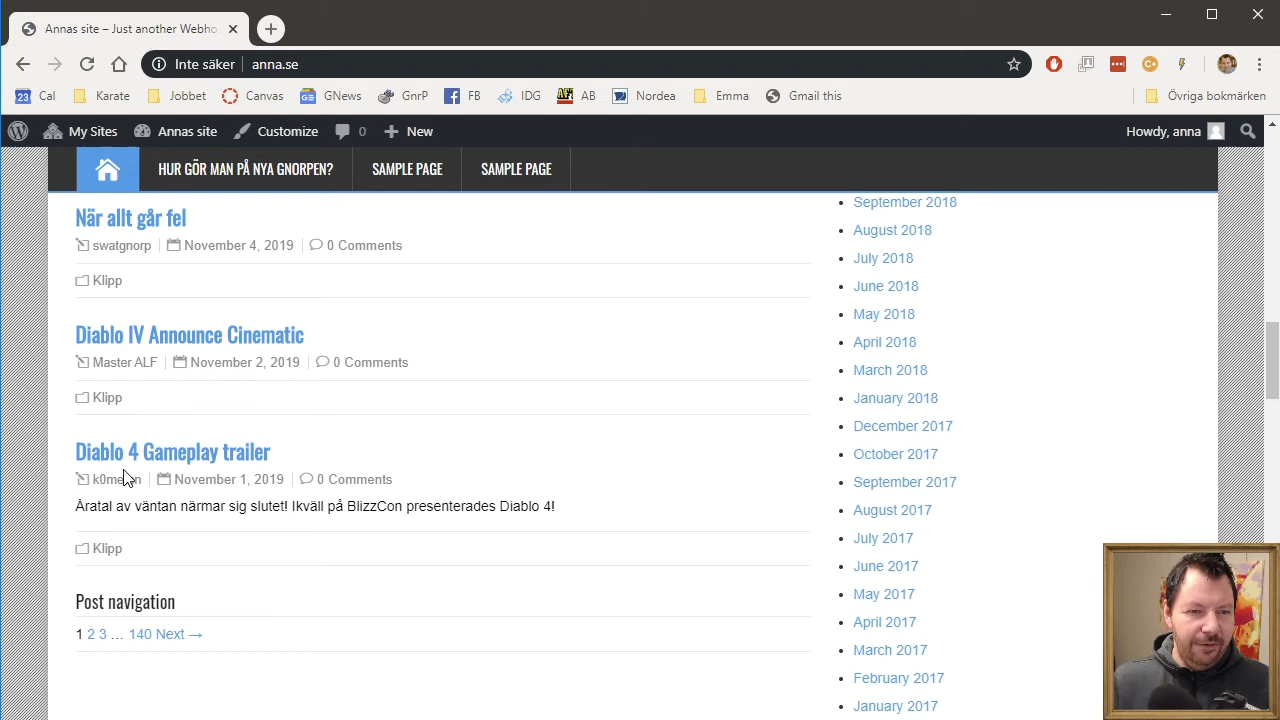 Annas site – Just another Webho
Inte säker anna.se
23 Cal Karate Jobbet Canvas GNews GnrP FB IDG AB Nordea Emma Gmail this Övriga bokmärken
My Sites Annas site Customize 0 New Howdy, anna
HUR GÖR MAN PÅ NYA GNORPEN? SAMPLE PAGE SAMPLE PAGE
När allt går fel
swatgnorp November 4, 2019 0 Comments
Klipp
Diablo IV Announce Cinematic
Master ALF November 2, 2019 0 Comments
Klipp
Diablo 4 Gameplay trailer
November 1, 2019 0 Comments
Åratal av väntan närmar sig slutet! Ikväll på BlizzCon presenterades Diablo 4!
Klipp
Post navigation
1 2 3 … 140 Next →
September 2018
August 2018
July 2018
June 2018
May 2018
April 2018
March 2018
January 2018
December 2017
October 2017
September 2017
August 2017
July 2017
June 2017
May 2017
April 2017
March 2017
February 2017
January 2017